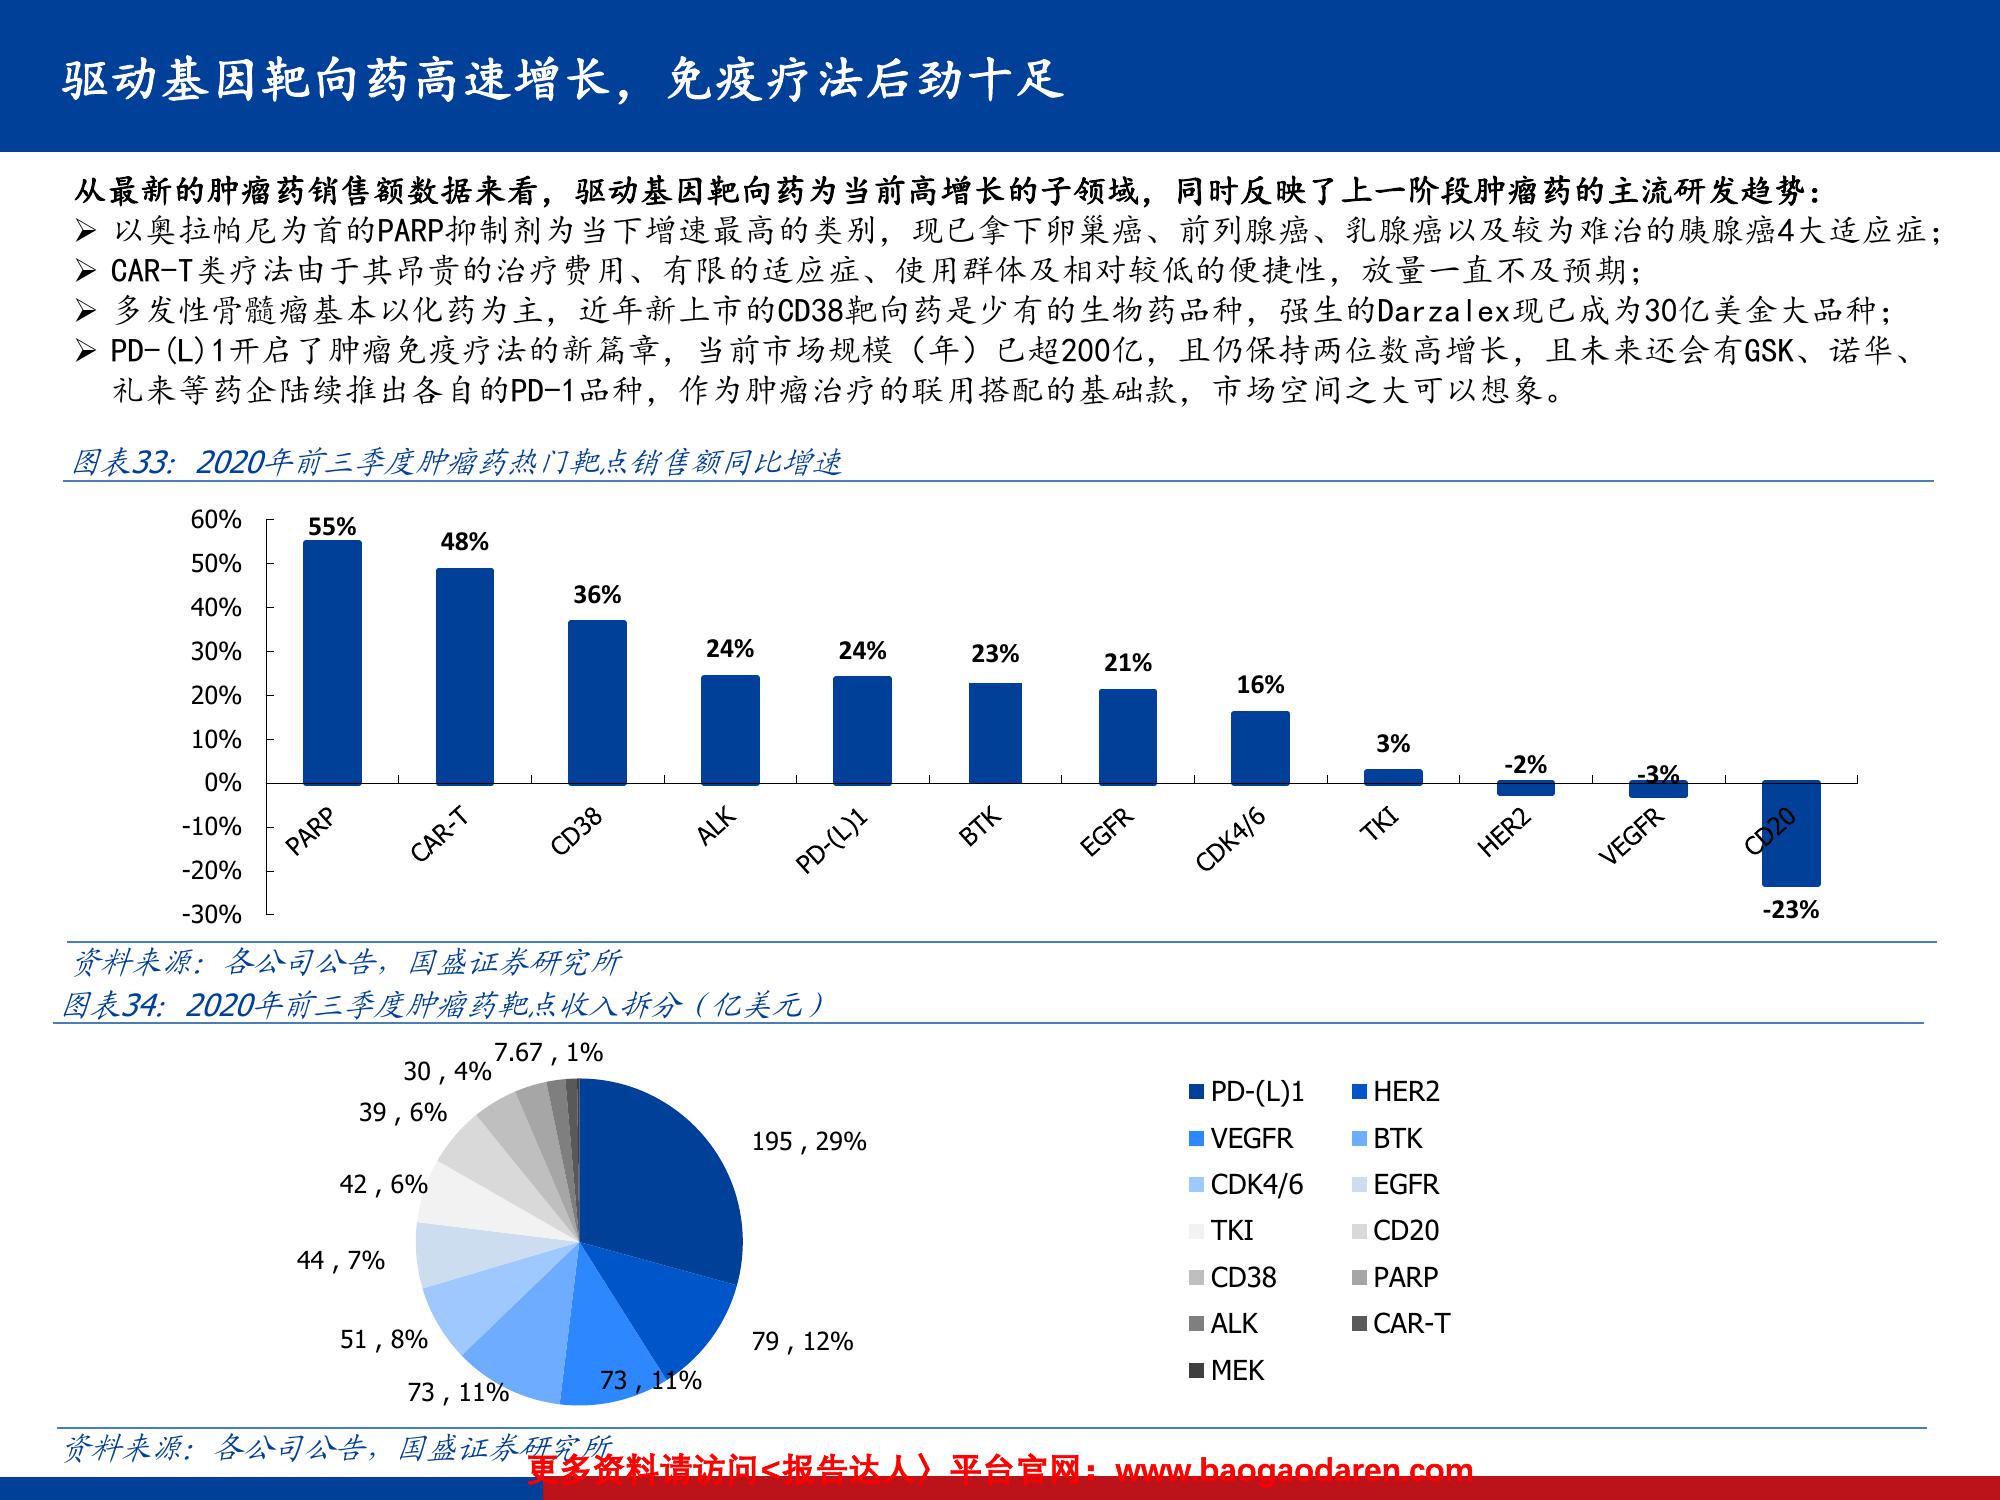 驱动基因靶向药高速增长，免疫疗法后劲十足
从最新的肿瘤药销售额数据来看，驱动基因靶向药为当前高增长的子领域，同时反映了上一阶段肿瘤药的主流研发趋势：
➢ 以奥拉帕尼为首的PARP抑制剂为当下增速最高的类别，现已拿下卵巢癌、前列腺癌、乳腺癌以及较为难治的胰腺癌4大适应症；
➢ CAR-T类疗法由于其昂贵的治疗费用、有限的适应症、使用群体及相对较低的便捷性，放量一直不及预期；
➢ 多发性骨髓瘤基本以化药为主，近年新上市的CD38靶向药是少有的生物药品种，强生的Darzalex现已成为30亿美金大品种；
➢ PD-(L)1开启了肿瘤免疫疗法的新篇章，当前市场规模（年）已超200亿，且仍保持两位数高增长，且未来还会有GSK、诺华、
礼来等药企陆续推出各自的PD-1品种，作为肿瘤治疗的联用搭配的基础款，市场空间之大可以想象。
图表33：2020年前三季度肿瘤药热门靶点销售额同比增速
60%
50%
40%
30%
20%
10%
0%
-10%
-20%
-30%
55%
48%
36%
24%
24%
23%
21%
16%
3%
-2%
-3%
-23%
PARP
CAR-T
CD38
ALK
PD-(L)1
BTK
EGFR
CDK4/6
TKI
HER2
VEGFR
CD20
资料来源：各公司公告，国盛证券研究所
图表34：2020年前三季度肿瘤药靶点收入拆分（亿美元）
195 , 29%
79 , 12%
73 , 11%
73 , 11%
51 , 8%
44 , 7%
42 , 6%
39 , 6%
30 , 4%
7.67 , 1%
PD-(L)1
HER2
VEGFR
BTK
CDK4/6
EGFR
TKI
CD20
CD38
PARP
ALK
CAR-T
MEK
资料来源：各公司公告，国盛证券研究所
更多资料请访问<报告达人〉平台官网：www.baogaodaren.com